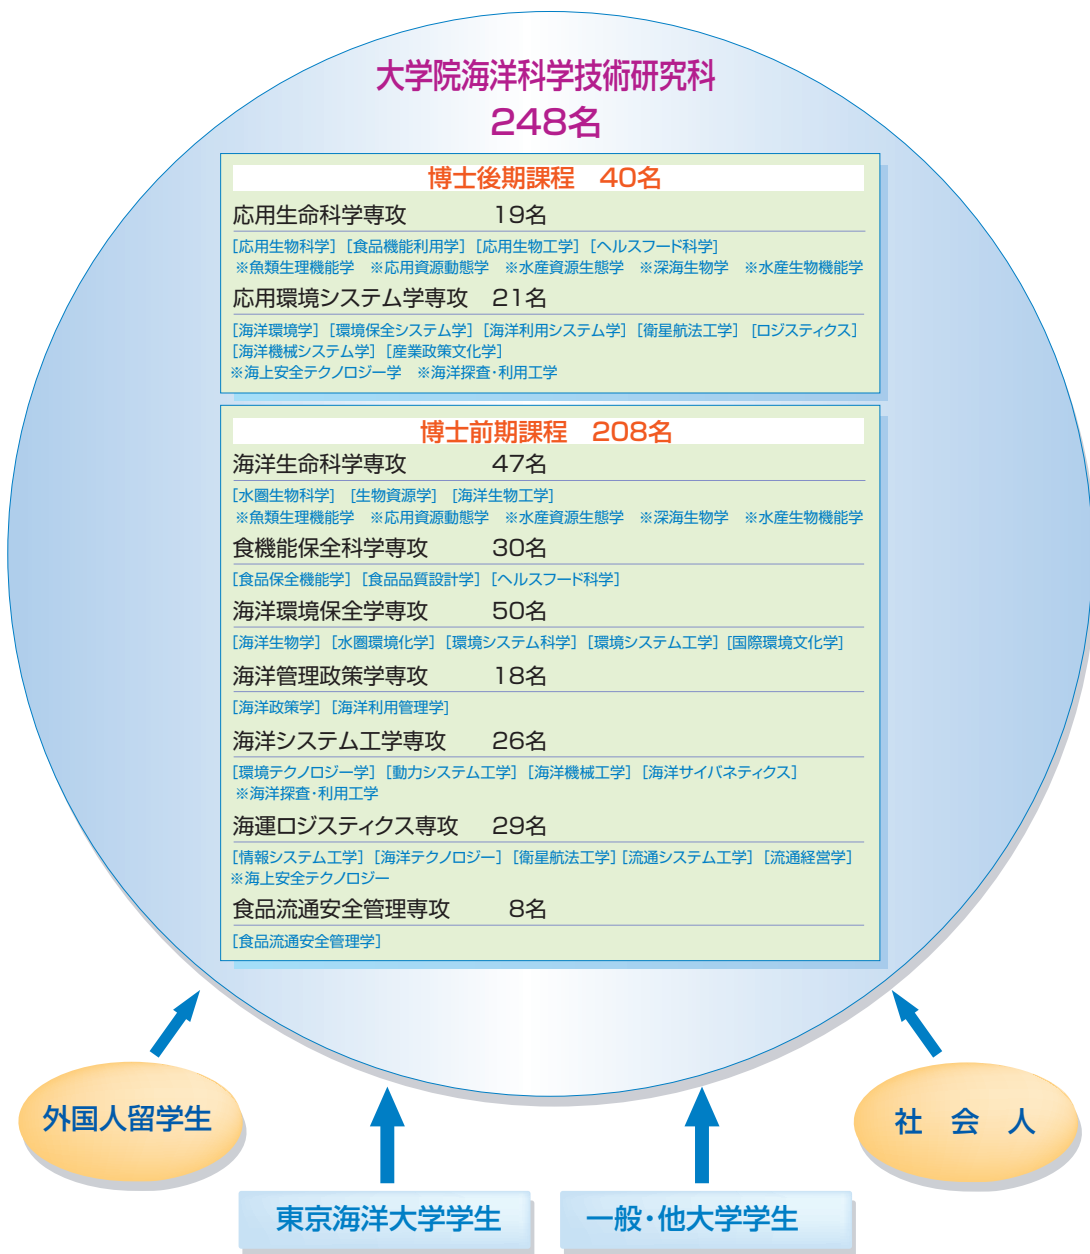 大学院海洋科学技術研究科
248名
博士後期課程　40名
応用生命科学専攻　19名
[応用生物科学] [食品機能利用学] [応用生物工学] [ヘルスフード科学]
※魚類生理機能学　※応用資源動態学　※水産資源生態学　※深海生物学　※水産生物機能学
応用環境システム学専攻　21名
[海洋環境学] [環境保全システム学] [海洋利用システム学] [衛星航法工学] [ロジスティクス]
[海洋機械システム学] [産業政策文化学]
※海上安全テクノロジー学　※海洋探査・利用工学
博士前期課程　208名
海洋生命科学専攻　47名
[水圏生物科学] [生物資源学] [海洋生物工学]
※魚類生理機能学　※応用資源動態学　※水産資源生態学　※深海生物学　※水産生物機能学
食機能保全科学専攻　30名
[食品保全機能学] [食品品質設計学] [ヘルスフード科学]
海洋環境保全学専攻　50名
[海洋生物学] [水圏環境化学] [環境システム科学] [環境システム工学] [国際環境文化学]
海洋管理政策学専攻　18名
[海洋政策学] [海洋利用管理学]
海洋システム工学専攻　26名
[環境テクノロジー学] [動力システム工学] [海洋機械工学] [海洋サイバネティクス]
※海洋探査・利用工学
海運ロジスティクス専攻　29名
[情報システム工学] [海洋テクノロジー] [衛星航法工学] [流通システム工学] [流通経営学]
※海上安全テクノロジー
食品流通安全管理専攻　8名
[食品流通安全管理学]
外国人留学生
社　会　人
東京海洋大学学生
一般・他大学学生